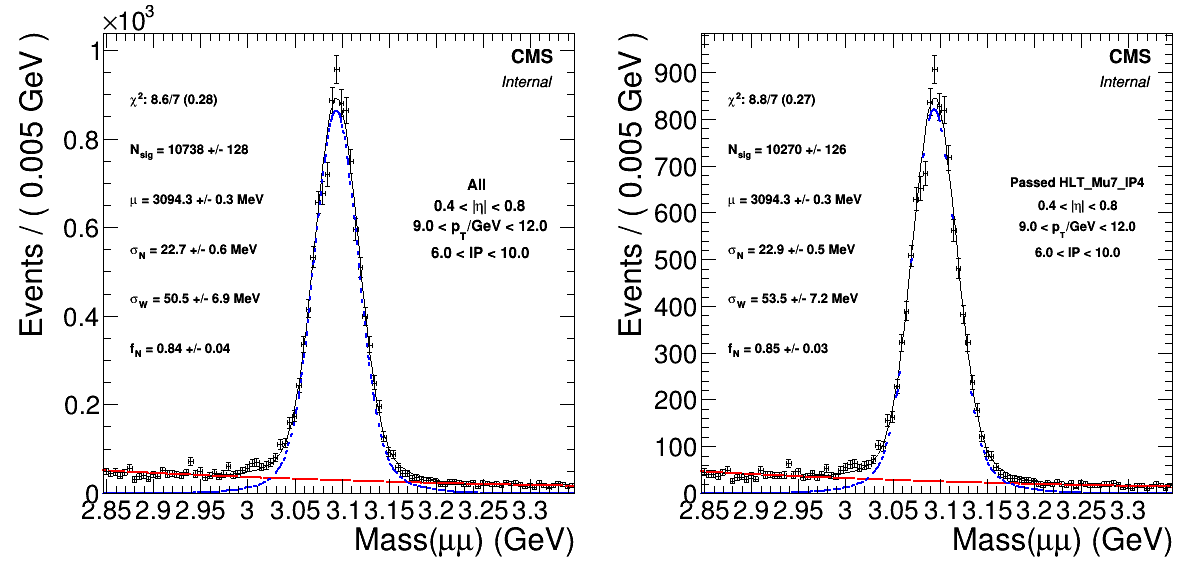 ×10³
CMS
Internal
χ²: 8.6/7 (0.28)
N_sig = 10738 +/- 128
μ = 3094.3 +/- 0.3 MeV
σ_N = 22.7 +/- 0.6 MeV
σ_W = 50.5 +/- 6.9 MeV
f_N = 0.84 +/- 0.04
All
0.4 < |η| < 0.8
9.0 < p_T/GeV < 12.0
6.0 < IP < 10.0
Events / ( 0.005 GeV )
1
0.8
0.6
0.4
0.2
0
2.85 2.9 2.95 3 3.05 3.1 3.15 3.2 3.25 3.3
Mass(μμ) (GeV)
CMS
Internal
χ²: 8.8/7 (0.27)
N_sig = 10270 +/- 126
μ = 3094.3 +/- 0.3 MeV
σ_N = 22.9 +/- 0.5 MeV
σ_W = 53.5 +/- 7.2 MeV
f_N = 0.85 +/- 0.03
Passed HLT_Mu7_IP4
0.4 < |η| < 0.8
9.0 < p_T/GeV < 12.0
6.0 < IP < 10.0
Events / ( 0.005 GeV )
900
800
700
600
500
400
300
200
100
0
2.85 2.9 2.95 3 3.05 3.1 3.15 3.2 3.25 3.3
Mass(μμ) (GeV)